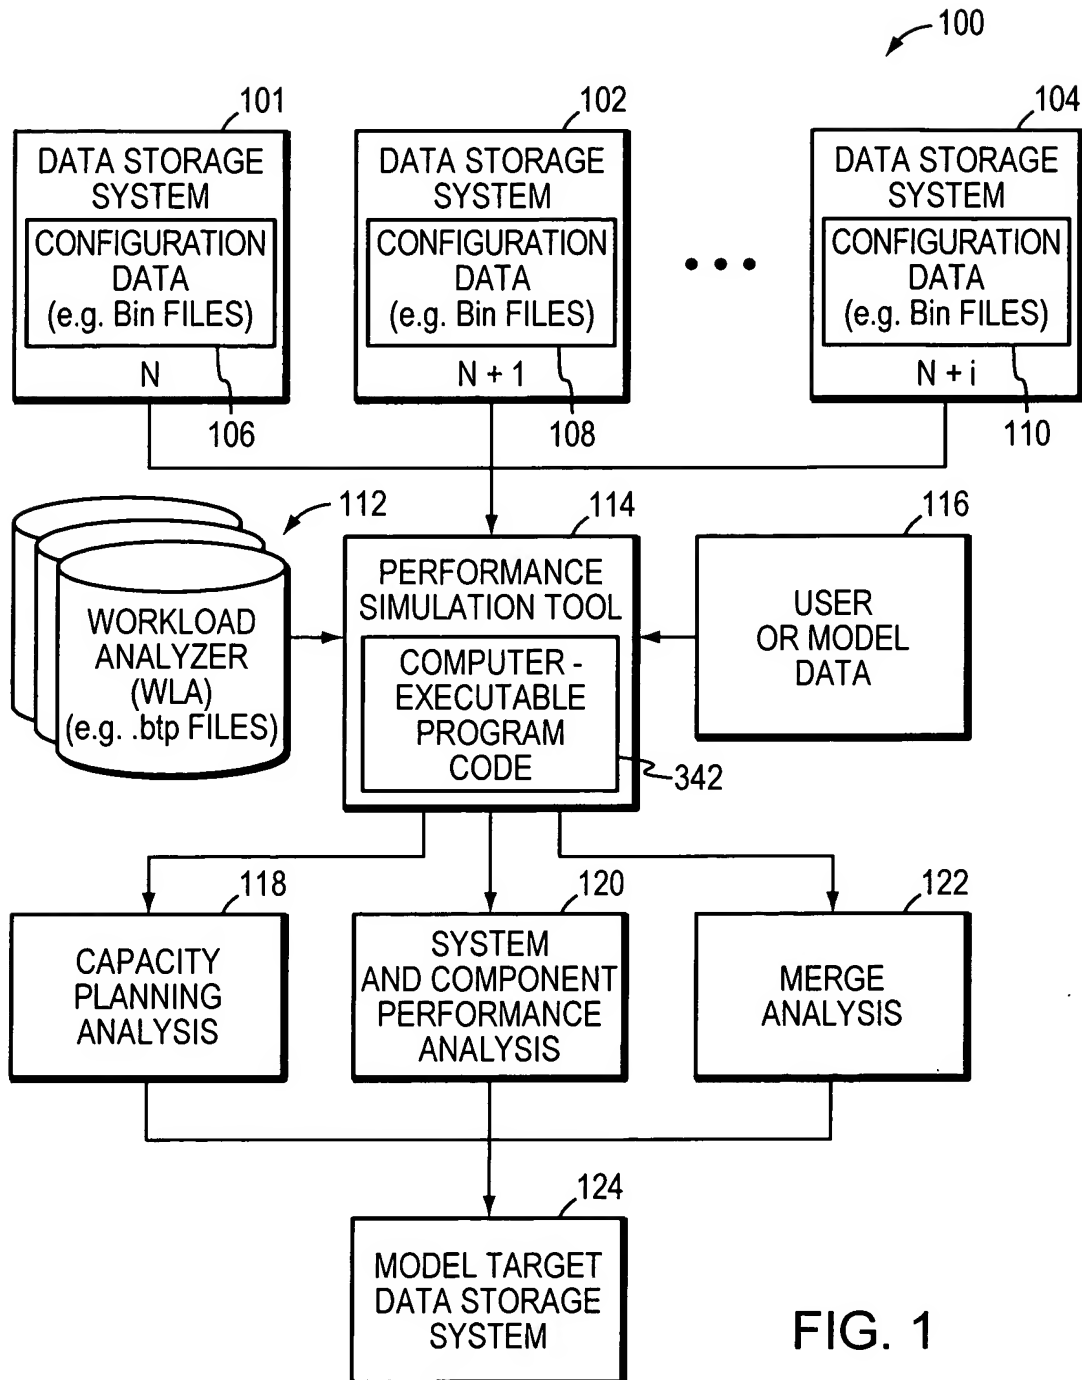 100
101
102
104
DATA STORAGE
SYSTEM
CONFIGURATION
DATA
(e.g. Bin FILES)
N
106
DATA STORAGE
SYSTEM
CONFIGURATION
DATA
(e.g. Bin FILES)
N + 1
108
DATA STORAGE
SYSTEM
CONFIGURATION
DATA
(e.g. Bin FILES)
N + i
110
112
WORKLOAD
ANALYZER
(WLA)
(e.g. .btp FILES)
114
PERFORMANCE
SIMULATION TOOL
COMPUTER -
EXECUTABLE
PROGRAM
CODE
342
116
USER
OR MODEL
DATA
118
CAPACITY
PLANNING
ANALYSIS
120
SYSTEM
AND COMPONENT
PERFORMANCE
ANALYSIS
122
MERGE
ANALYSIS
124
MODEL TARGET
DATA STORAGE
SYSTEM
FIG. 1